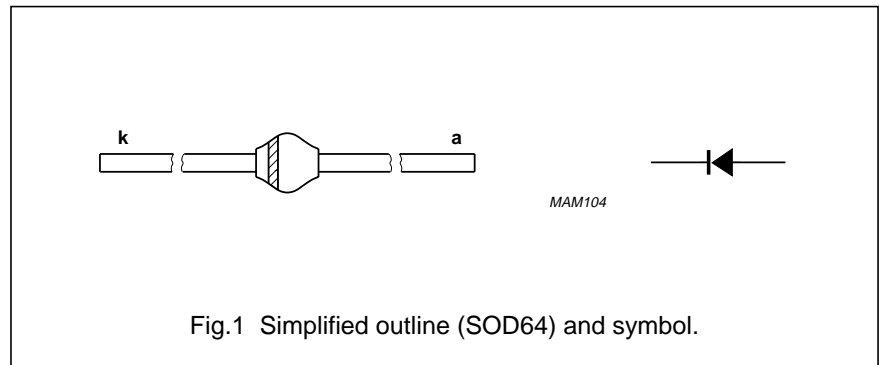 k
a
MAM104
Fig.1 Simplified outline (SOD64) and symbol.